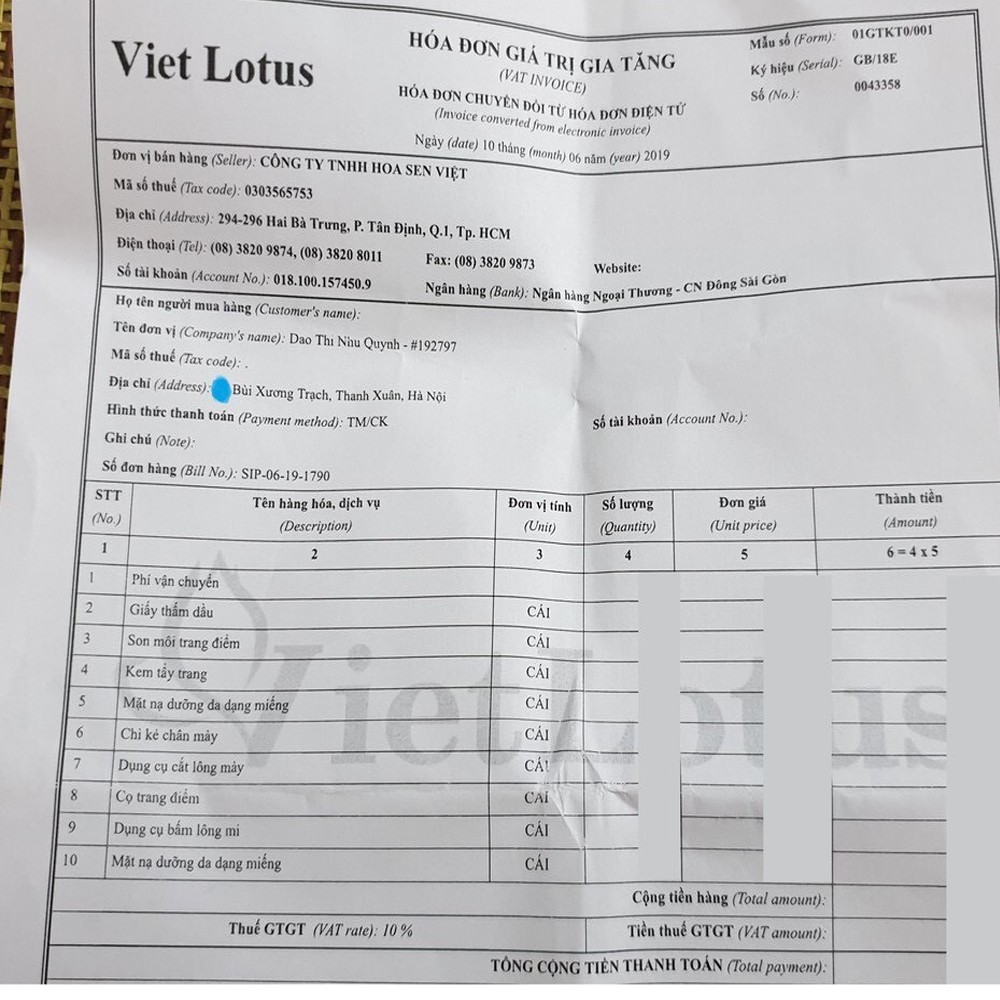 Viet Lotus
HÓA ĐƠN GIÁ TRỊ GIA TĂNG
(VAT INVOICE)
HÓA ĐƠN CHUYỂN ĐỔI TỪ HÓA ĐƠN ĐIỆN TỬ
(Invoice converted from electronic invoice)
Ngày (date) 10 tháng (month) 06 năm (year) 2019
Mẫu số (Form): 01GTKT0/001
Ký hiệu (Serial): GB/18E
Số (No.): 0043358
Đơn vị bán hàng (Seller): CÔNG TY TNHH HOA SEN VIỆT
Mã số thuế (Tax code): 0303565753
Địa chỉ (Address): 294-296 Hai Bà Trưng, P. Tân Định, Q.1, Tp. HCM
Điện thoại (Tel): (08) 3820 9874, (08) 3820 8011 Fax: (08) 3820 9873 Website:
Số tài khoản (Account No.): 018.100.157450.9 Ngân hàng (Bank): Ngân hàng Ngoại Thương - CN Đông Sài Gòn
Họ tên người mua hàng (Customer's name):
Tên đơn vị (Company's name): Dao Thi Nhu Quynh - #192797
Mã số thuế (Tax code): .
Địa chỉ (Address): Bùi Xương Trạch, Thanh Xuân, Hà Nội
Hình thức thanh toán (Payment method): TM/CK Số tài khoản (Account No.):
Ghi chú (Note):
Số đơn hàng (Bill No.): SIP-06-19-1790
STT Tên hàng hóa, dịch vụ Đơn vị tính Số lượng Đơn giá Thành tiền
(No.) (Description) (Unit) (Quantity) (Unit price) (Amount)
1 2 3 4 5 6 = 4 x 5
1 Phí vận chuyển
2 Giấy thấm dầu CÁI
3 Son môi trang điểm CÁI
4 Kem tẩy trang CÁI
5 Mặt nạ dưỡng da dạng miếng CÁI
6 Chì kẻ chân mày CÁI
7 Dụng cụ cắt lông mày CÁI
8 Cọ trang điểm CÁI
9 Dụng cụ bấm lông mi CÁI
10 Mặt nạ dưỡng da dạng miếng CÁI
VietLotus
Cộng tiền hàng (Total amount):
Thuế GTGT (VAT rate): 10 % Tiền thuế GTGT (VAT amount):
TỔNG CỘNG TIỀN THANH TOÁN (Total payment):